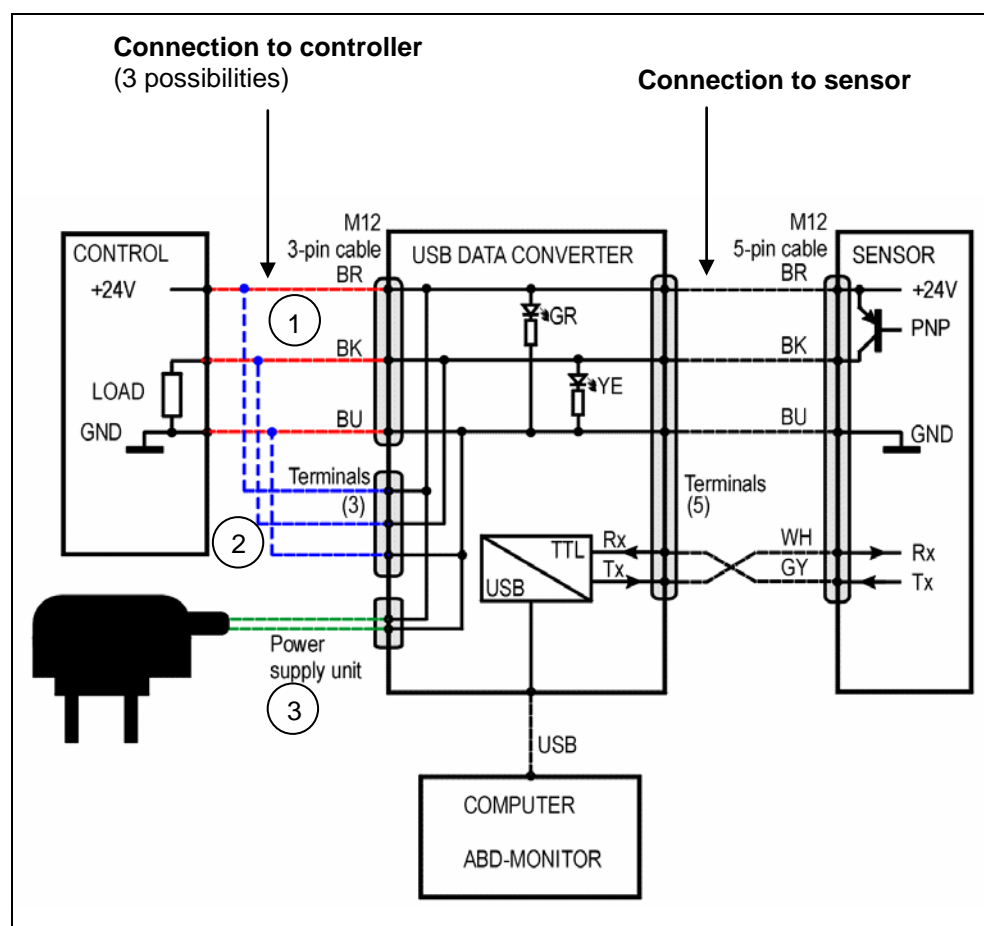 Connection to controller
(3 possibilities)
Connection to sensor
M12
3-pin cable
M12
5-pin cable
CONTROL
USB DATA CONVERTER
SENSOR
+24V
BR
BR
+24V
1
GR
PNP
BK
BK
LOAD
YE
GND
BU
BU
GND
Terminals
(3)
Terminals
(5)
2
TTL
USB
Rx
Tx
WH
GY
Rx
Tx
Power
supply unit
3
USB
COMPUTER
ABD-MONITOR